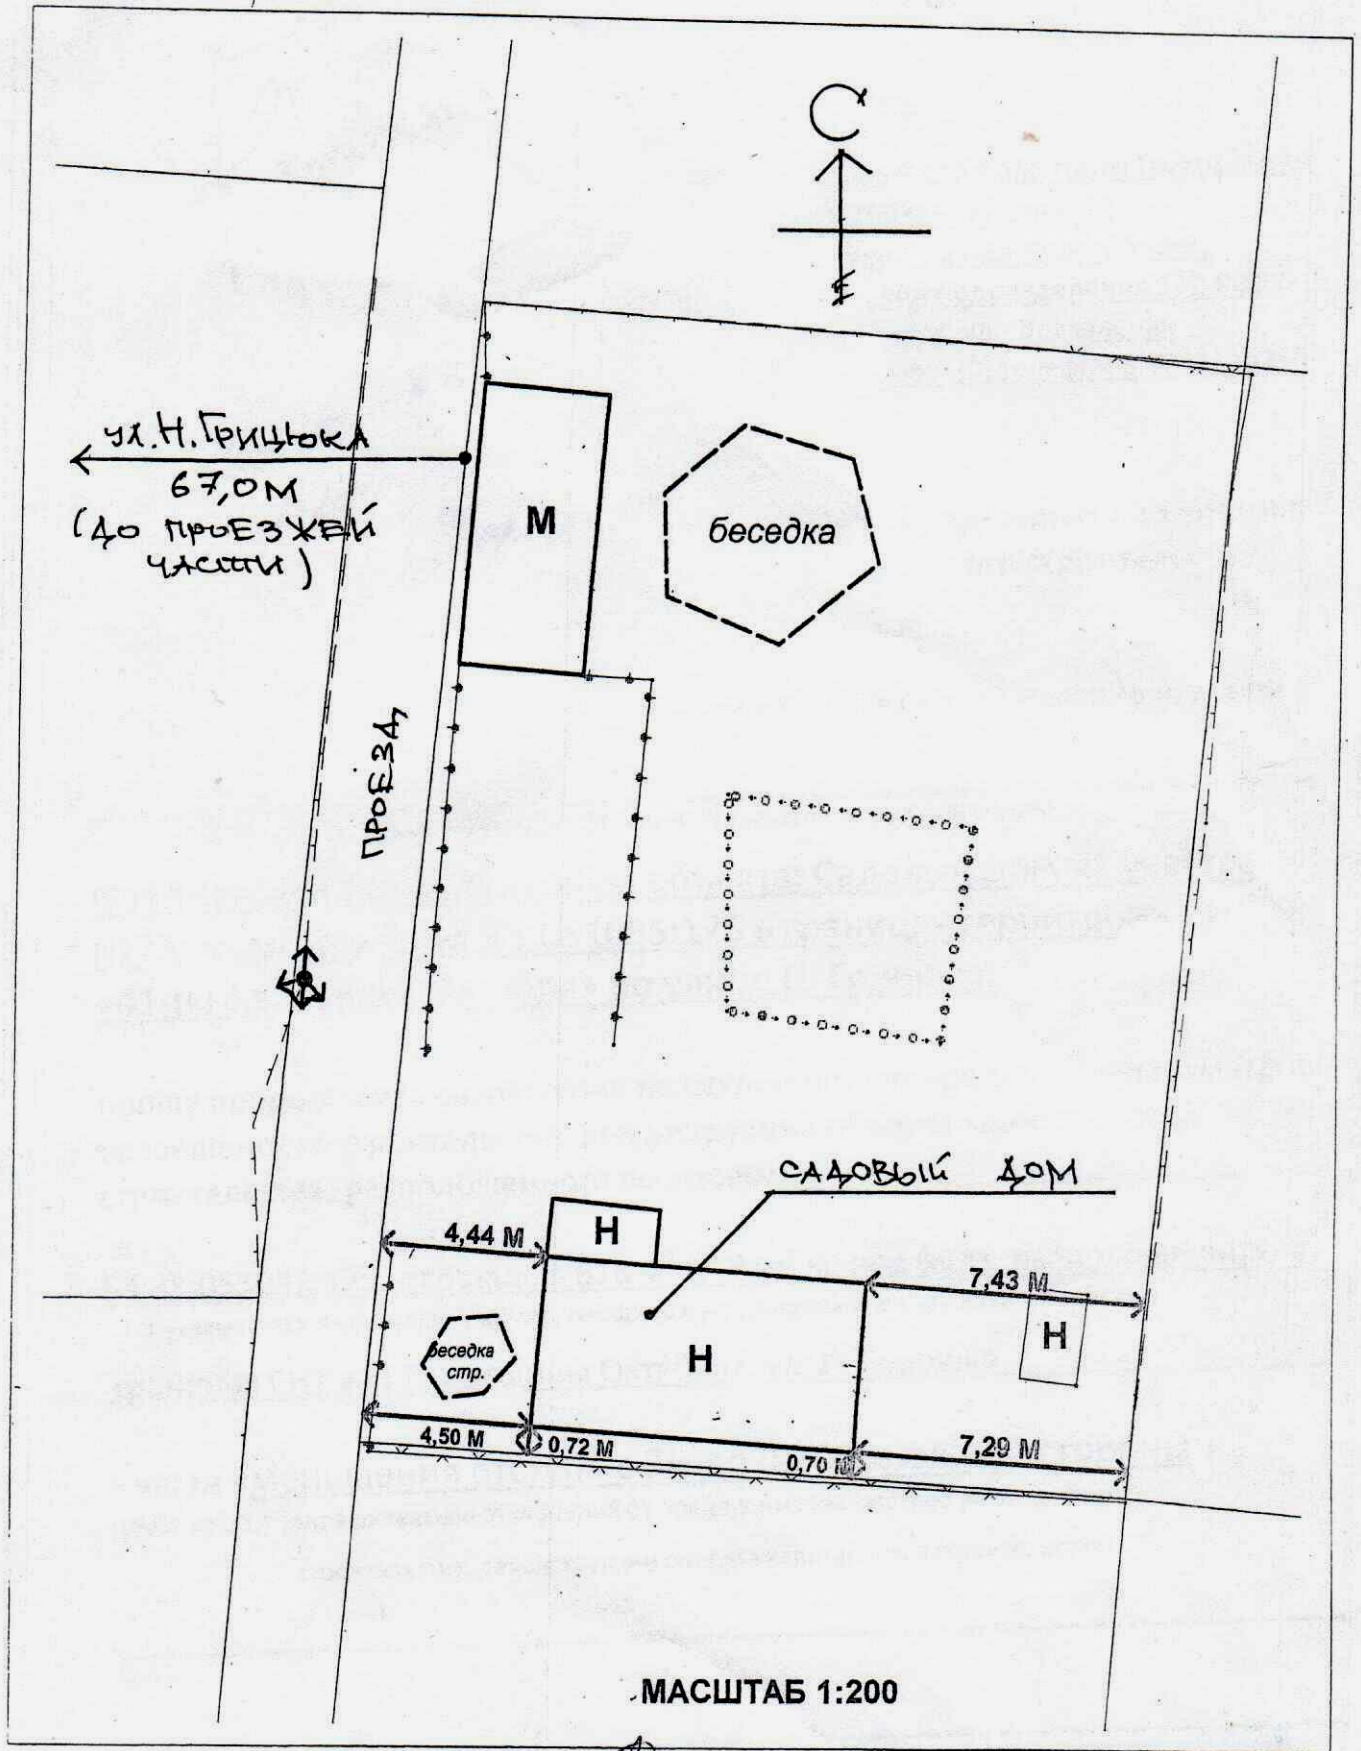 С
ул. Н. Грицюка
67,0 м
(до проезжей
части)
М
беседка
ПРОЕЗД
САДОВЫЙ ДОМ
Н
4,44 М
7,43 М
Н
беседка
стр.
Н
4,50 М
0,72 М
0,70 М
7,29 М
МАСШТАБ 1:200